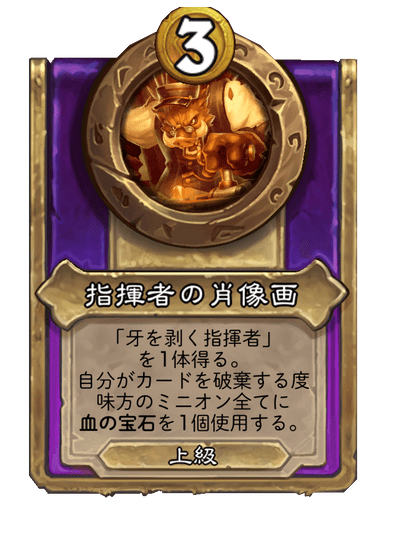 3
指揮者の肖像画
「牙を剥く指揮者」
を1体得る。
自分がカードを破棄する度
味方のミニオン全てに
血の宝石を1個使用する。
上級